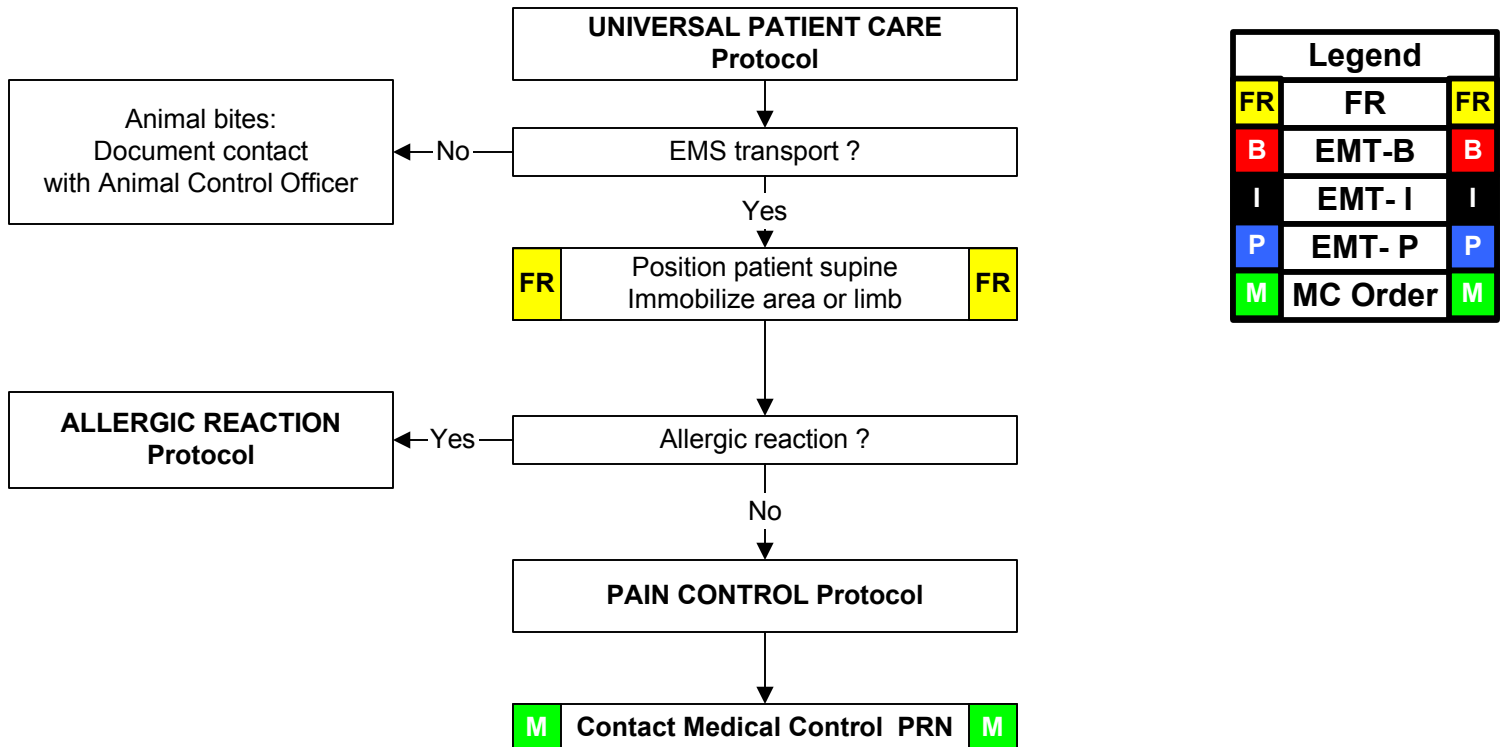 UNIVERSAL PATIENT CARE
Protocol
Animal bites:
Document contact
with Animal Control Officer
No
EMS transport ?
Yes
FR
Position patient supine
Immobilize area or limb
FR
ALLERGIC REACTION
Protocol
Yes
Allergic reaction ?
No
PAIN CONTROL Protocol
M Contact Medical Control PRN M
Legend
FR FR FR
B EMT-B B
I EMT- I I
P EMT- P P
M MC Order M